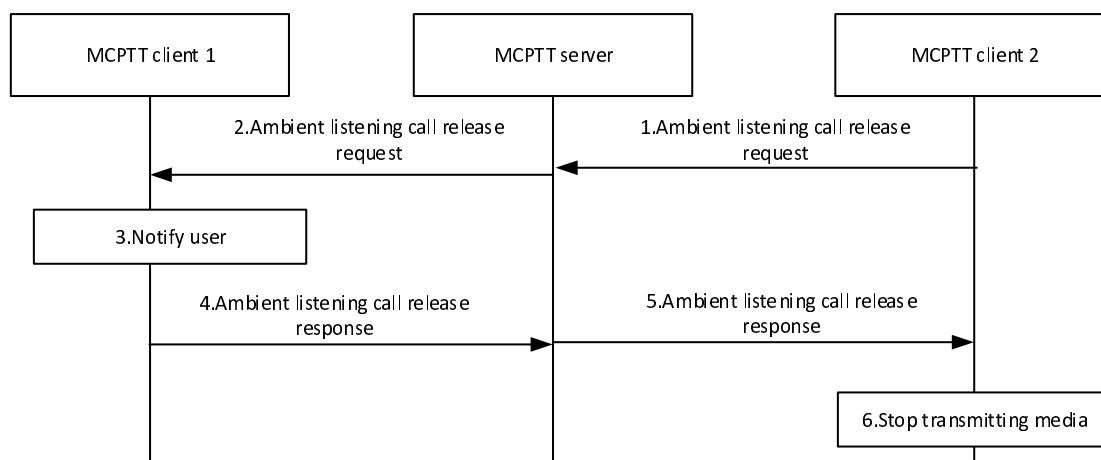 MCPTT client 1
MCPTT server
MCPTT client 2
2.Ambient listening call release
request
1.Ambient listening call release
request
3.Notify user
4.Ambient listening call release
response
5.Ambient listening call release
response
6.Stop transmitting media